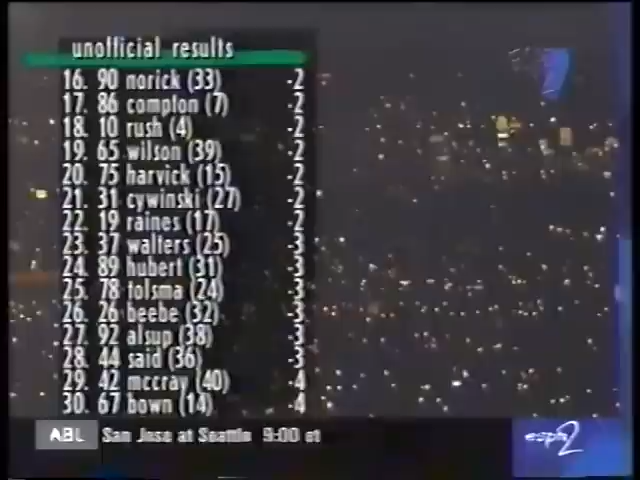 unofficial results
16. 90 norick (33) -2
17. 86 compton (7) -2
18. 10 rush (4) -2
19. 65 wilson (39) -2
20. 75 harvick (15) -2
21. 31 cywinski (27) -2
22. 19 raines (17) -2
23. 37 walters (25) -3
24. 89 hubert (31) -3
25. 78 tolsma (24) -3
26. 26 beebe (32) -3
27. 92 alsup (38) -3
28. 44 said (36) -3
29. 42 mccray (40) -4
30. 67 bown (14) -4
ABL San Jose at Seattle 9:00 et
espn2